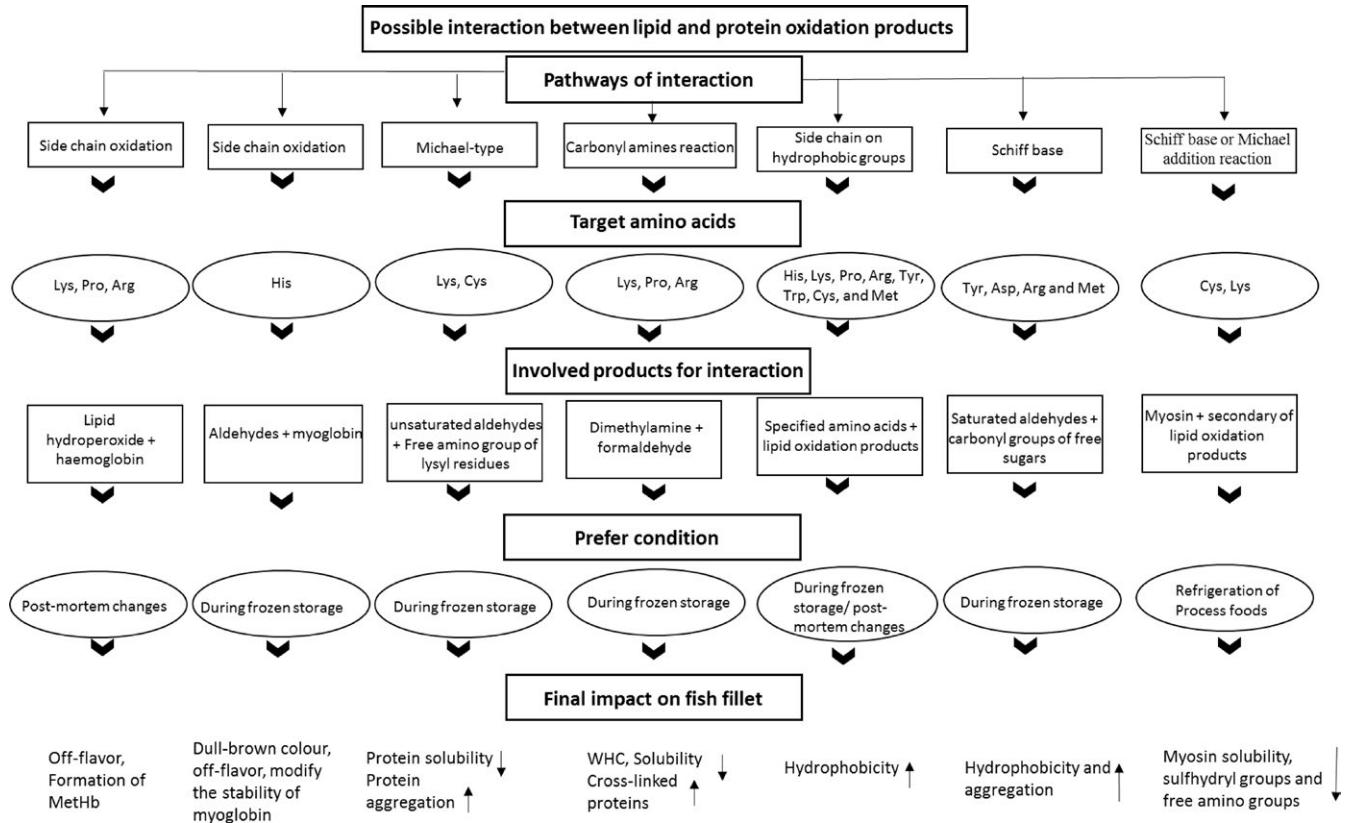 Possible interaction between lipid and protein oxidation products
Pathways of interaction
Side chain oxidation
Side chain oxidation
Michael-type
Carbonyl amines reaction
Side chain on
hydrophobic groups
Schiff base
Schiff base or Michael
addition reaction
Target amino acids
Lys, Pro, Arg
His
Lys, Cys
Lys, Pro, Arg
His, Lys, Pro, Arg, Tyr,
Trp, Cys, and Met
Tyr, Asp, Arg and Met
Cys, Lys
Involved products for interaction
Lipid
hydroperoxide +
haemoglobin
Aldehydes + myoglobin
unsaturated aldehydes
+ Free amino group of
lysyl residues
Dimethylamine +
formaldehyde
Specified amino acids +
lipid oxidation products
Saturated aldehydes +
carbonyl groups of free
sugars
Myosin + secondary of
lipid oxidation
products
Prefer condition
Post-mortem changes
During frozen storage
During frozen storage
During frozen storage
During frozen
storage/ post-
mortem changes
During frozen storage
Refrigeration of
Process foods
Final impact on fish fillet
Off-flavor,
Formation of
MetHb
Dull-brown colour,
off-flavor, modify
the stability of
myoglobin
Protein solubility
Protein
aggregation
WHC, Solubility
Cross-linked
proteins
Hydrophobicity
Hydrophobicity and
aggregation
Myosin solubility,
sulfhydryl groups and
free amino groups